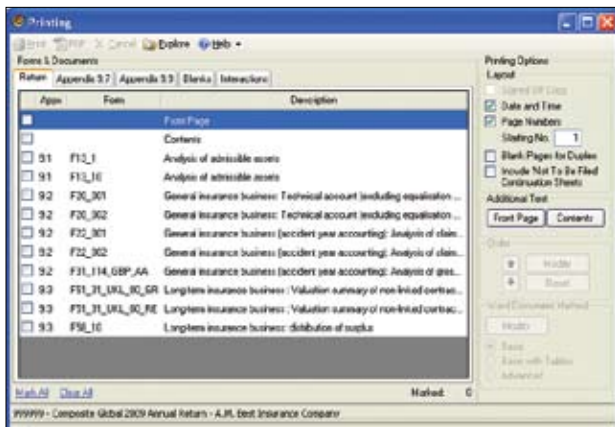 Printing
Print PDF Cancel Explore Help
Forms & Documents
Return Appendix 9.7 Appendix 9.9 Blanks Interactions
Appx Form Description
Front Page
Contents
9.1 F13_1 Analysis of admissible assets
9.1 F13_10 Analysis of admissible assets
9.2 F20_001 General insurance business: Technical account (excluding equalisation ...
9.2 F20_002 General insurance business: Technical account (excluding equalisation ...
9.2 F22_001 General insurance business (accident year accounting): Analysis of claim...
9.2 F22_002 General insurance business (accident year accounting): Analysis of claim...
9.2 F31_114_GBP_AA General insurance business (accident year accounting): Analysis of gros...
9.3 F51_31_UKL_00_GR Long-term insurance business : Valuation summary of non-linked contrac...
9.3 F51_31_UKL_00_RE Long-term insurance business : Valuation summary of non-linked contrac...
9.3 F58_10 Long-term insurance business: distribution of surplus
Mark All Clear All Marked: 0
999999 - Composite Global 2009 Annual Return - A.M. Best Insurance Company
Printing Options
Layout
Signed Off Copy
Date and Time
Page Numbers
Starting No. 1
Blank Pages for Duplex
Include 'Not To Be Filed'
Continuation Sheets
Additional Text
Front Page Contents
Order
Modify
Reset
Word Document Method
Modify
Basic
Basic with Tables
Advanced